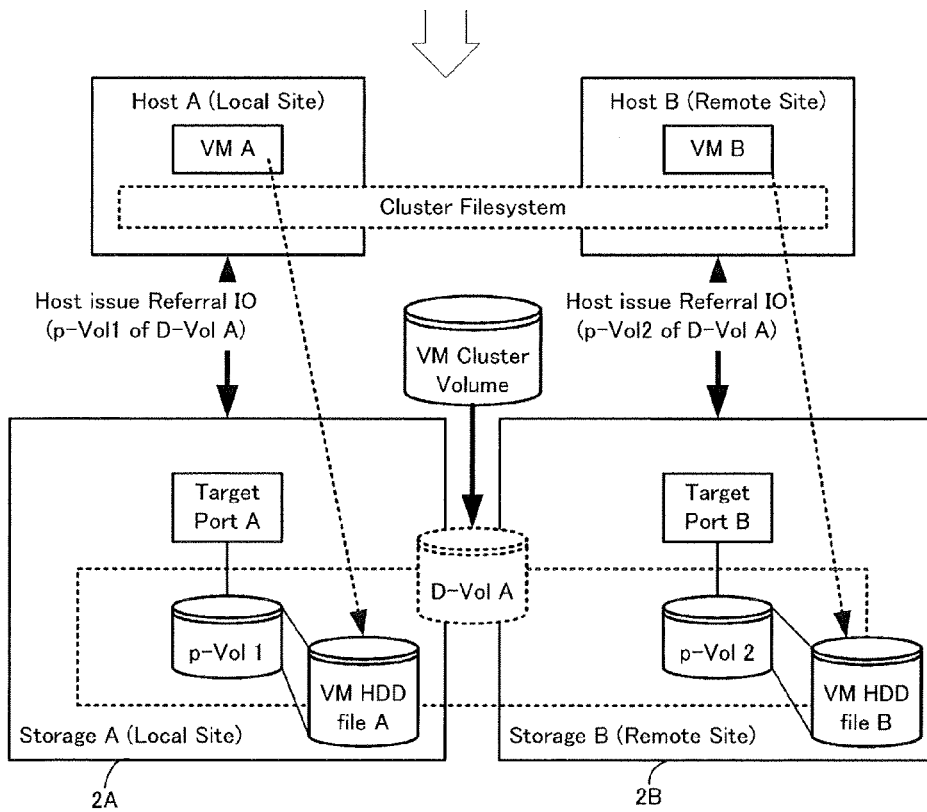 Host A (Local Site)
VM A
Host B (Remote Site)
VM B
Cluster Filesystem
Host issue Referral IO
(p-Vol1 of D-Vol A)
Host issue Referral IO
(p-Vol2 of D-Vol A)
VM Cluster
Volume
Target
Port A
Target
Port B
D-Vol A
p-Vol 1
VM HDD
file A
p-Vol 2
VM HDD
file B
Storage A (Local Site)
Storage B (Remote Site)
2A
2B